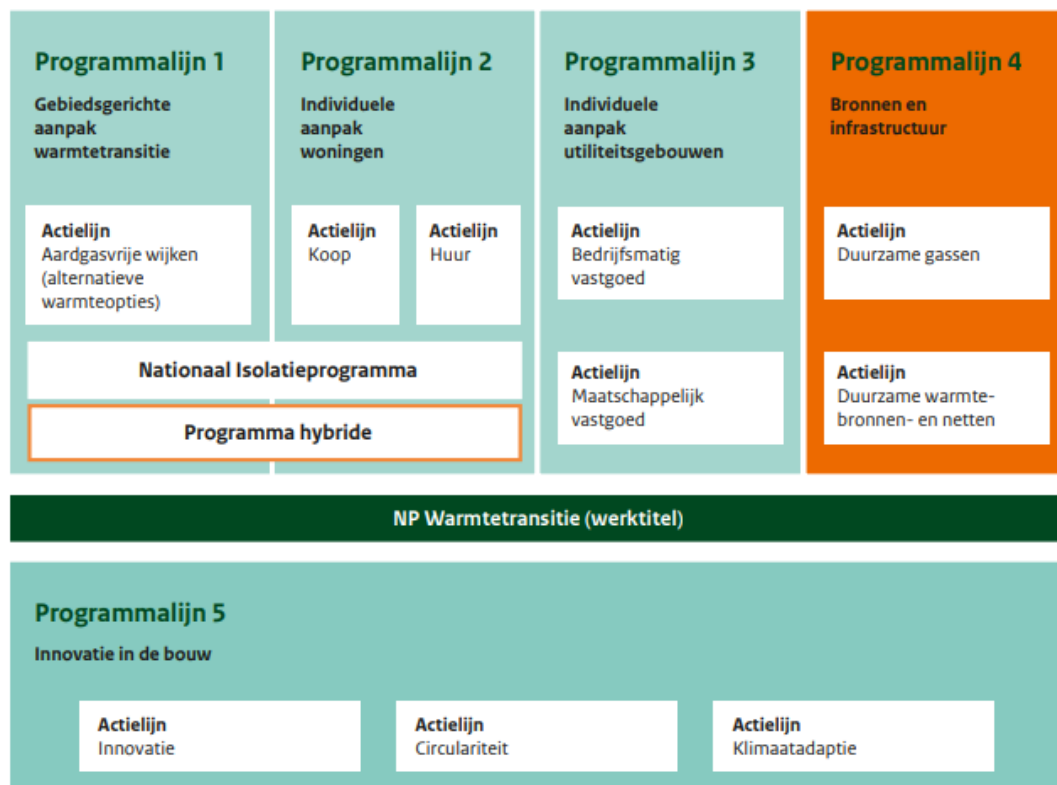 Programmalijn 1
Gebiedsgerichte
aanpak
warmtetransitie
Actielijn
Aardgasvrije wijken
(alternatieve
warmteopties)
Programmalijn 2
Individuele
aanpak
woningen
Actielijn
Koop
Actielijn
Huur
Nationaal Isolatieprogramma
Programma hybride
Programmalijn 3
Individuele
aanpak
utiliteitsgebouwen
Actielijn
Bedrijfsmatig
vastgoed
Actielijn
Maatschappelijk
vastgoed
Programmalijn 4
Bronnen en
infrastructuur
Actielijn
Duurzame gassen
Actielijn
Duurzame warmte-
bronnen- en netten
NP Warmtetransitie (werktitel)
Programmalijn 5
Innovatie in de bouw
Actielijn
Innovatie
Actielijn
Circulariteit
Actielijn
Klimaatadaptie